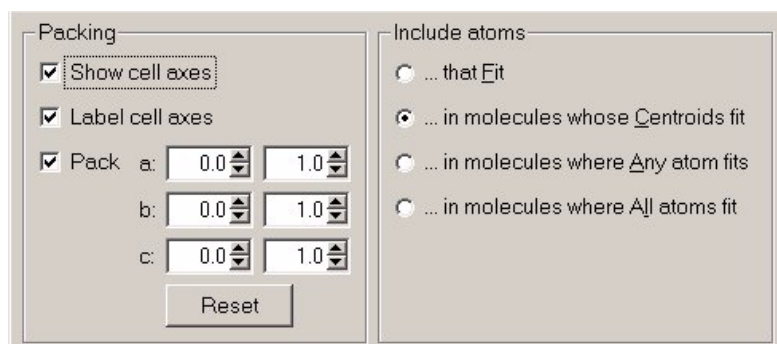 Packing
Show cell axes
Label cell axes
Pack a: 0.0 1.0
b: 0.0 1.0
c: 0.0 1.0
Reset
Include atoms
... that Fit
... in molecules whose Centroids fit
... in molecules where Any atom fits
... in molecules where All atoms fit